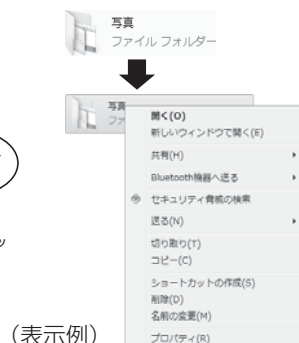 写真
ファイル フォルダー
写真
開く(O)
新しいウィンドウで開く(E)
共有(H)
Bluetooth機器へ送る
セキュリティ脅威の検索
送る(N)
切り取り(T)
コピー(C)
ショートカットの作成(S)
削除(D)
名前の変更(M)
プロパティ(R)
(表示例)